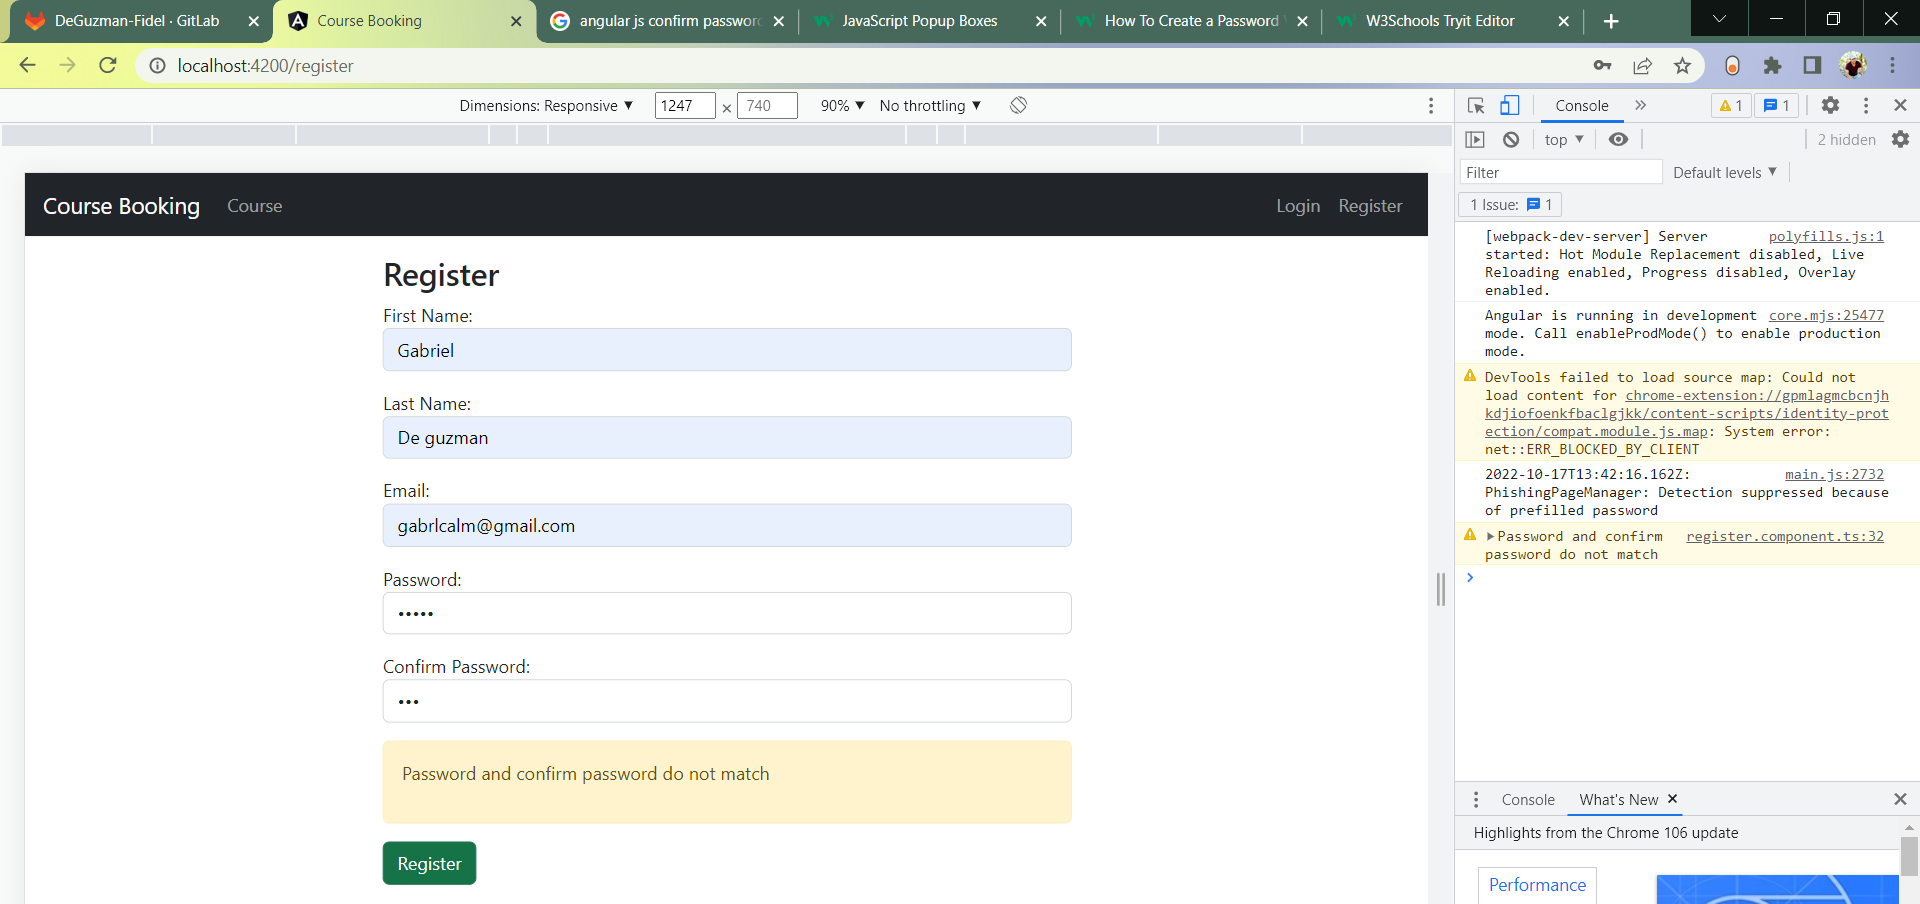 DeGuzman-Fidel · GitLab
Course Booking
angular js confirm password
JavaScript Popup Boxes
How To Create a Password
W3Schools Tryit Editor
localhost:4200/register
Dimensions: Responsive ▼ 1247 × 740 90% ▼ No throttling ▼
Console » 1 1
top ▼ 2 hidden
Filter Default levels ▼
1 Issue: 1
Course Booking Course Login Register
Register
First Name:
Gabriel
Last Name:
De guzman
Email:
gabrlcalm@gmail.com
Password:
•••••
Confirm Password:
•••
Password and confirm password do not match
Register
[webpack-dev-server] Server polyfills.js:1
started: Hot Module Replacement disabled, Live
Reloading enabled, Progress disabled, Overlay
enabled.
Angular is running in development core.mjs:25477
mode. Call enableProdMode() to enable production
mode.
DevTools failed to load source map: Could not
load content for chrome-extension://gpmlagmcbcnjh
kdjiofoenkfbaclgjkk/content-scripts/identity-prot
ection/compat.module.js.map: System error:
net::ERR_BLOCKED_BY_CLIENT
2022-10-17T13:42:16.162Z: main.js:2732
PhishingPageManager: Detection suppressed because
of prefilled password
▶Password and confirm register.component.ts:32
password do not match
Console What's New
Highlights from the Chrome 106 update
Performance